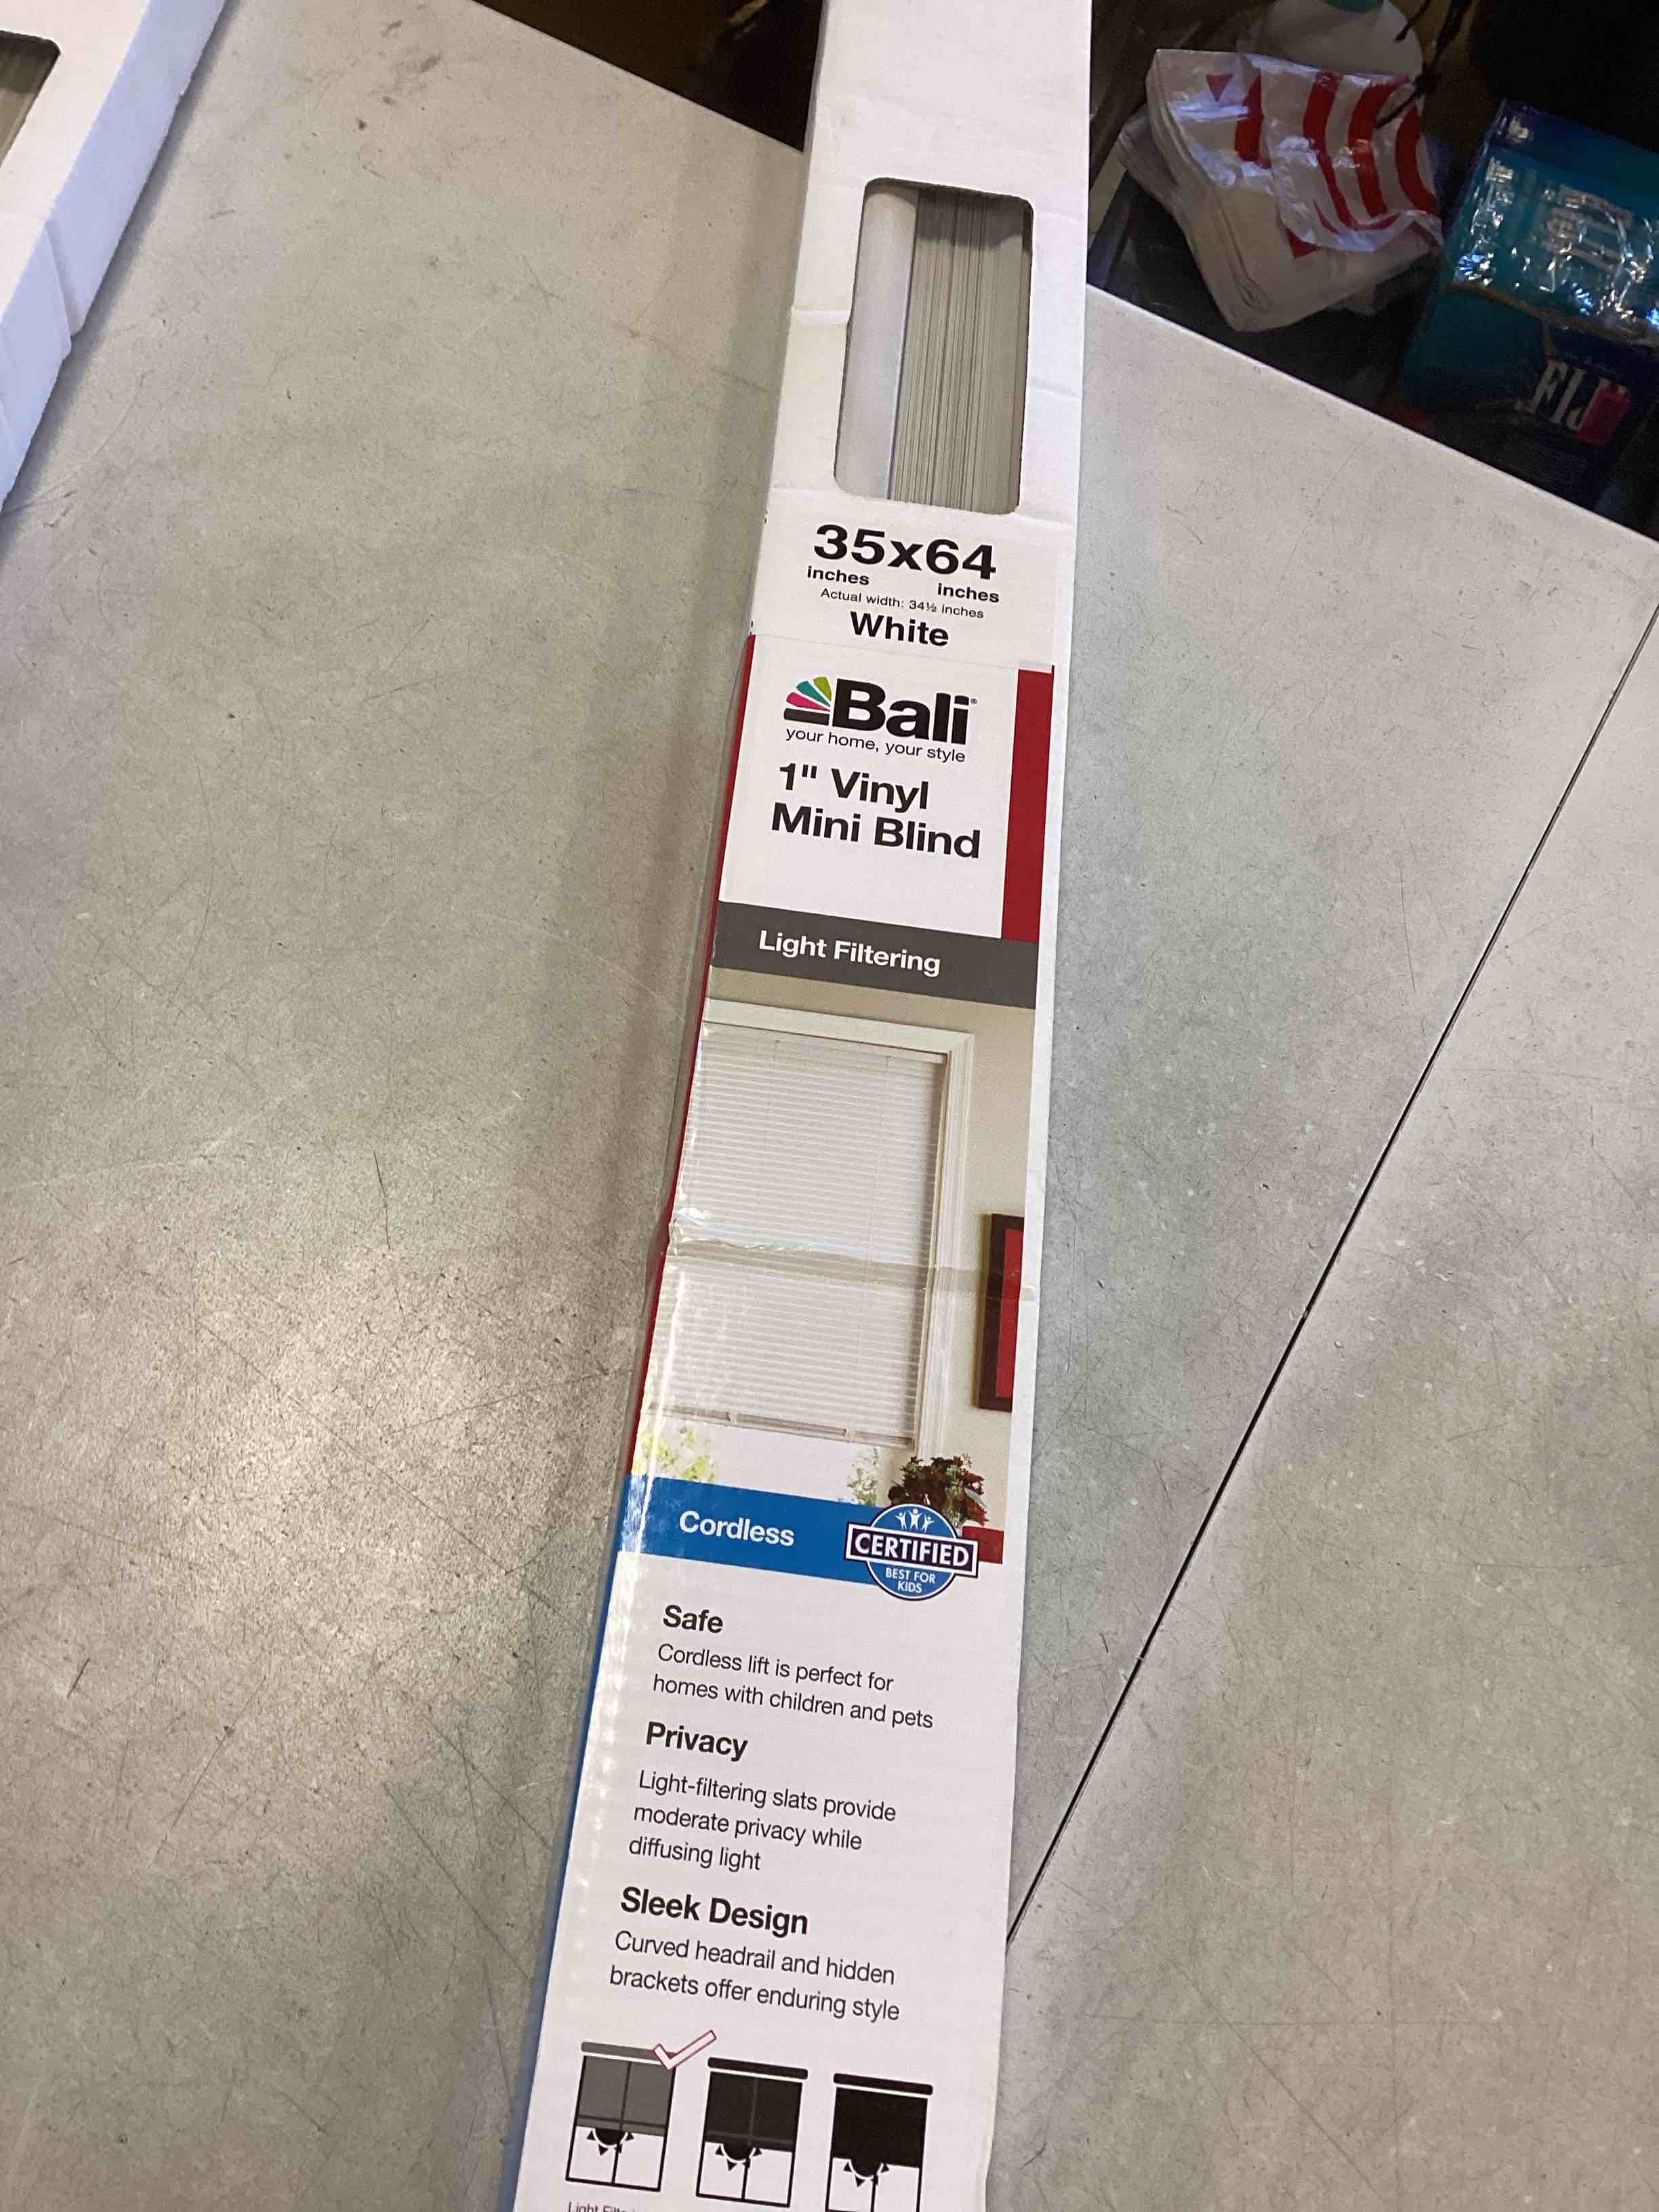 FIJI
35x64
inches inches
Actual width: 34½ inches
White
Bali®
your home, your style
1" Vinyl
Mini Blind
Light Filtering
Cordless
CERTIFIED
BEST FOR
KIDS
Safe
Cordless lift is perfect for
homes with children and pets
Privacy
Light-filtering slats provide
moderate privacy while
diffusing light
Sleek Design
Curved headrail and hidden
brackets offer enduring style
Light